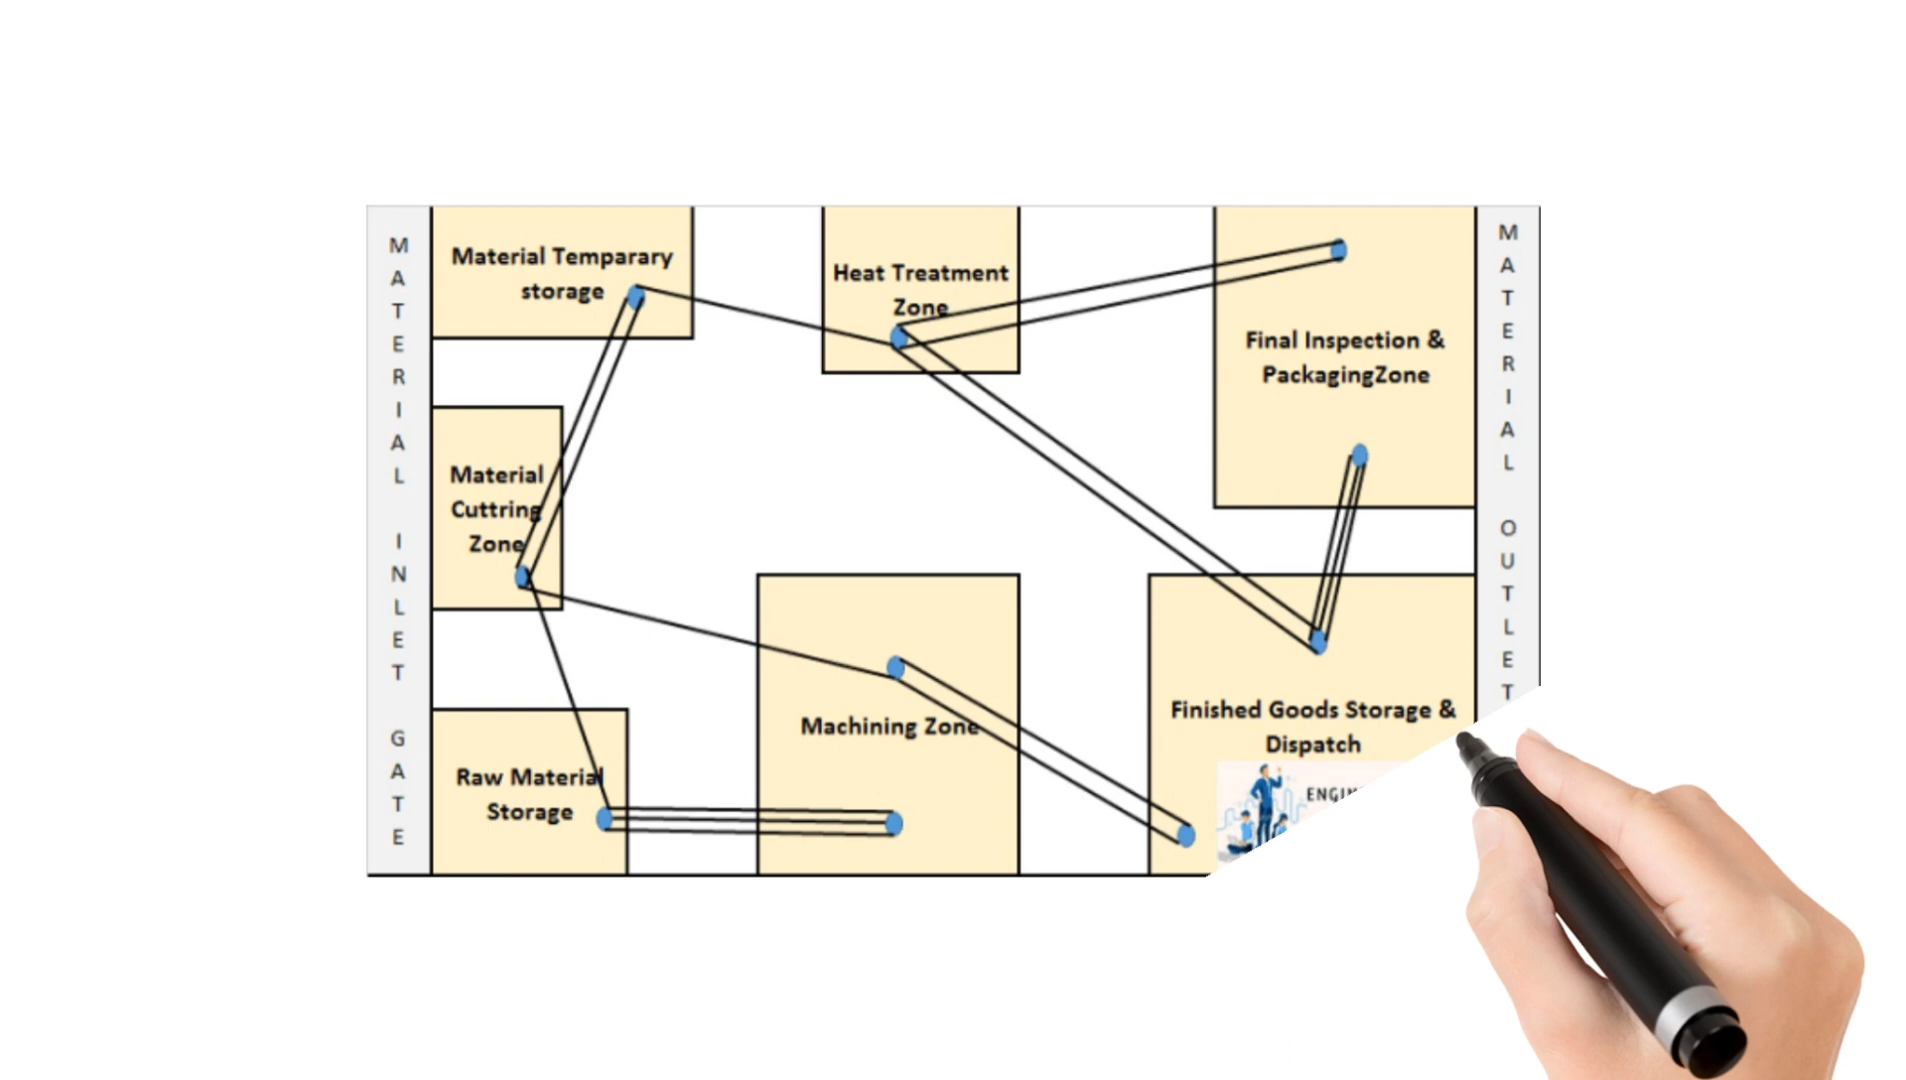 MATERIAL INLET GATE
Material Temparary
storage
Heat Treatment
Zone
Final Inspection &
PackagingZone
MATERIAL OUTLET
Material
Cuttring
Zone
Machining Zone
Finished Goods Storage &
Dispatch
Raw Material
Storage